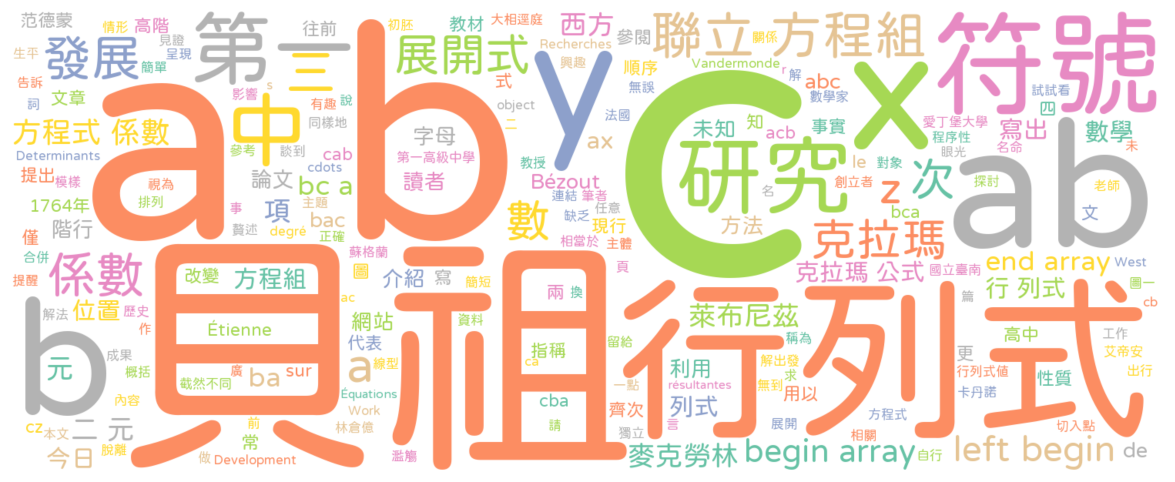 范德蒙 情形 高階 往前 教材 大相逕庭 西方 參閱 聯立 方程組 關係 符號
生平 見證 初胚 Recherches Vandermonde r 解
發展 第 三 展開式 y 興趣 順序 abc x 試試看
告訴 呈現 簡單 影響 s 式 無誤 數學家 四 愛丁堡大學
詞 文章 有趣 說 object 法國 程序性 未
方程式 係數 中 同樣地 二 ax 未知 知 事實 寫出 數學
Determinants 參考 談到 字母 教授 acb 名命 眼光
提出 模樣 視為 論文 cab cdots 第一高級中學 Bézout C 研究 le 對象 ab
1764年 排列 事 主題 bc a 讀者 連結 筆者 名 創立者 z 次 探討 老師
階行 贅述 degré bac 項 數 缺乏 任意 方法 bca 文
僅 正確 現行
合併 係數 蘇格蘭 相當於 主體 克拉瑪
提醒 改變 方程組 圖 介紹 寫 簡短 頁 克拉瑪 公式 國立臺南 end array West
位置 ac 兩 換 行 列式 圖一 cb
解法 歷史 作 Étienne 網站 資料 萊布尼茲 篇
b 成果 代表 稱為 高中 工作
元 概括 截然不同 廣 a 線型 ca 指稱 留給 利用 解出發 更 行列式值 艾帝安
內容 ba sur Équations 一點 résultantes 無到 求 用以 卡丹諾 性質 出行
cz 本文 二 元 前 Work cba 齊次 列式 展開 方程式 切入點
說離 常 林倉億 請 獨立 言 相關
今日 做 Development 濫觴 貝祖 行列式 麥克勞林 begin array 自行 left begin de
a b